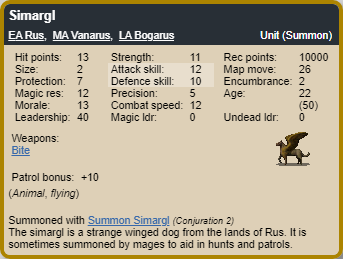 Simargl
EA Rus, MA Vanarus, LA Bogarus Unit (Summon)
Hit points: 13 Strength: 11 Rec points: 10000
Size: 2 Attack skill: 12 Map move: 26
Protection: 7 Defence skill: 10 Encumbrance: 2
Magic res: 12 Precision: 5 Age: 22
Morale: 13 Combat speed: 12 (50)
Leadership: 40 Magic ldr: 0 Undead ldr: 0
Weapons:
Bite
Patrol bonus: +10
(Animal, flying)
Summoned with Summon Simargl (Conjuration 2)
The simargl is a strange winged dog from the lands of Rus. It is
sometimes summoned by mages to aid in hunts and patrols.